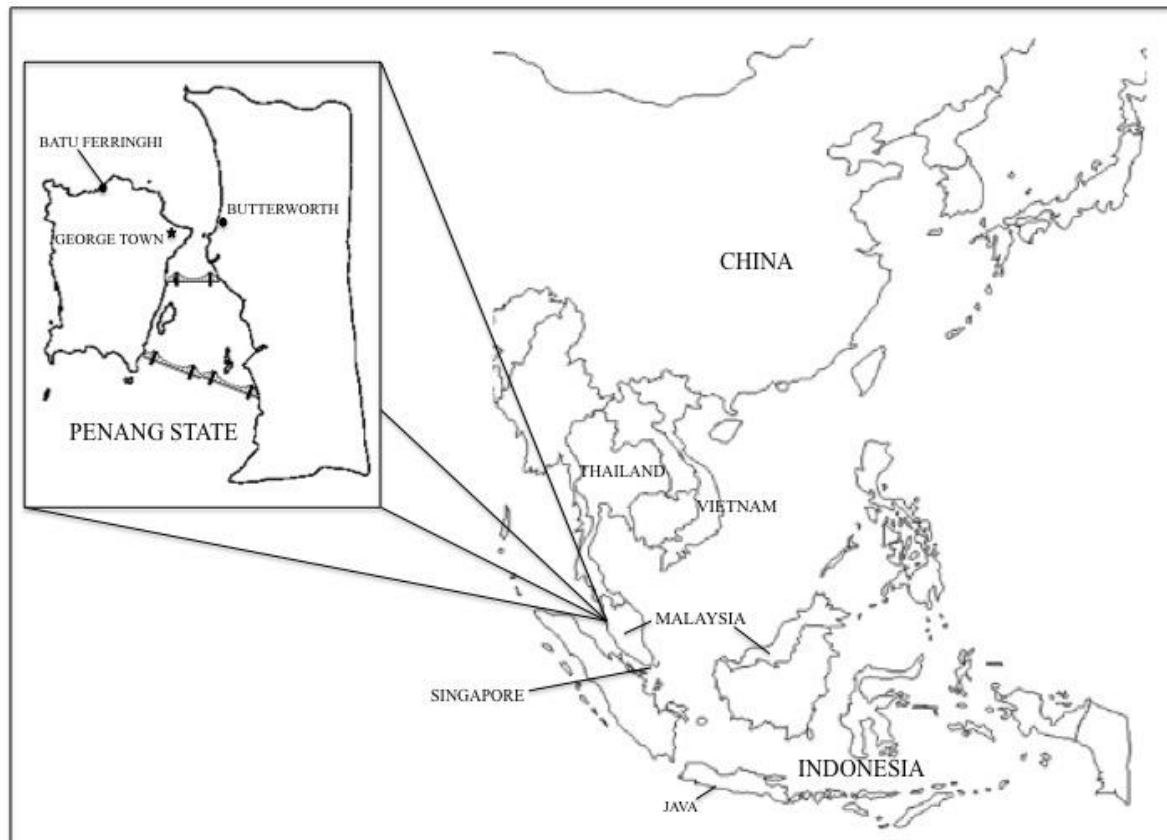 BATU FERRINGHI
BUTTERWORTH
GEORGE TOWN
PENANG STATE
CHINA
THAILAND
VIETNAM
MALAYSIA
SINGAPORE
INDONESIA
JAVA